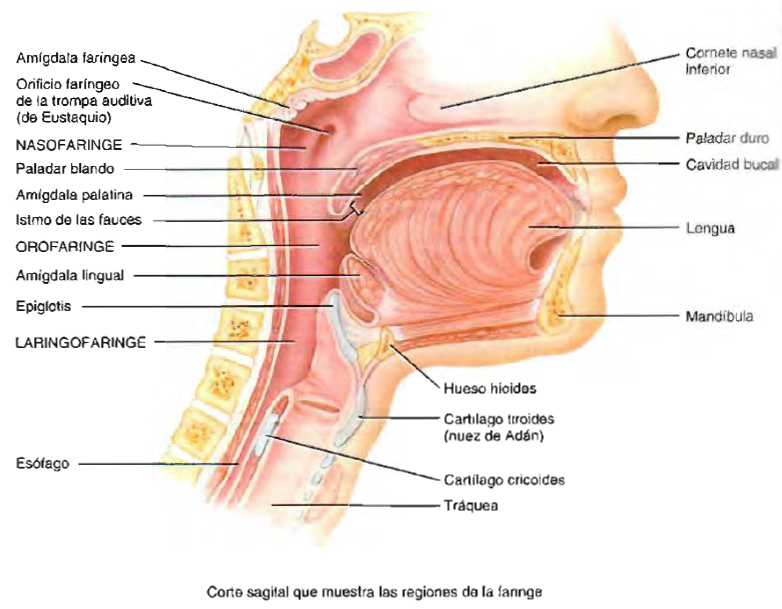 Amígdala faríngea
Orificio faríngeo
de la trompa auditiva
(de Eustaquio)
NASOFARINGE
Paladar blando
Amígdala palatina
Istmo de las fauces
OROFARINGE
Amígdala lingual
Epiglotis
LARINGOFARINGE
Esófago
Cornete nasal
inferior
Paladar duro
Cavidad bucal
Lengua
Mandíbula
Hueso hioides
Cartílago tiroides
(nuez de Adán)
Cartílago cricoides
Tráquea
Corte sagital que muestra las regiones de la faringe